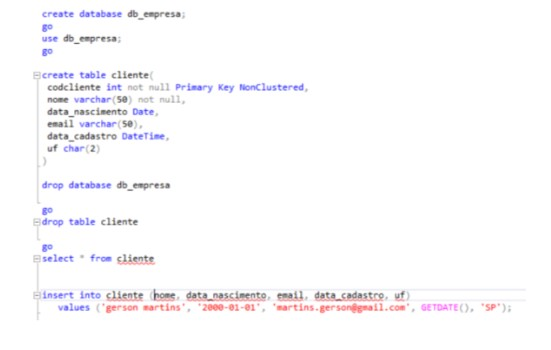 create database db_empresa;
go
use db_empresa;
go
create table cliente(
codcliente int not null Primary Key NonClustered,
nome varchar(50) not null,
data_nascimento Date,
email varchar(50),
data_cadastro DateTime,
uf char(2)
)
drop database db_empresa
go
drop table cliente
go
select * from cliente
insert into cliente (nome, data_nascimento, email, data_cadastro, uf)
values ('gerson martins', '2000-01-01', 'martins.gerson@gmail.com', GETDATE(), 'SP');